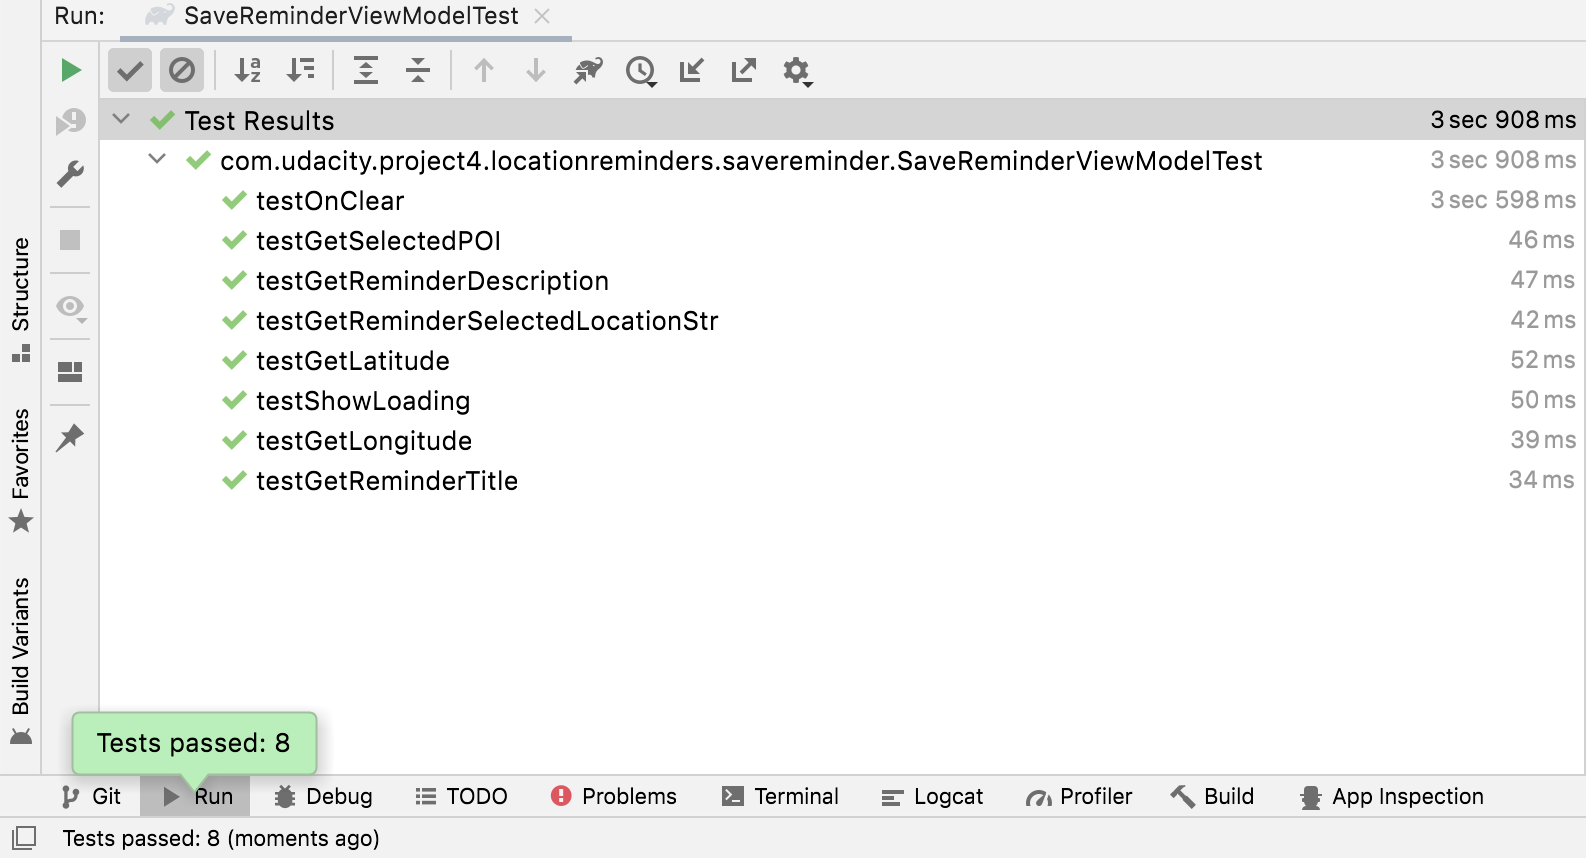 Run: SaveReminderViewModelTest
Test Results 3 sec 908 ms
com.udacity.project4.locationreminders.savereminder.SaveReminderViewModelTest 3 sec 908 ms
testOnClear 3 sec 598 ms
testGetSelectedPOI 46 ms
testGetReminderDescription 47 ms
testGetReminderSelectedLocationStr 42 ms
testGetLatitude 52 ms
testShowLoading 50 ms
testGetLongitude 39 ms
testGetReminderTitle 34 ms
Structure
Favorites
Build Variants
Tests passed: 8
Git Run Debug TODO Problems Terminal Logcat Profiler Build App Inspection
Tests passed: 8 (moments ago)